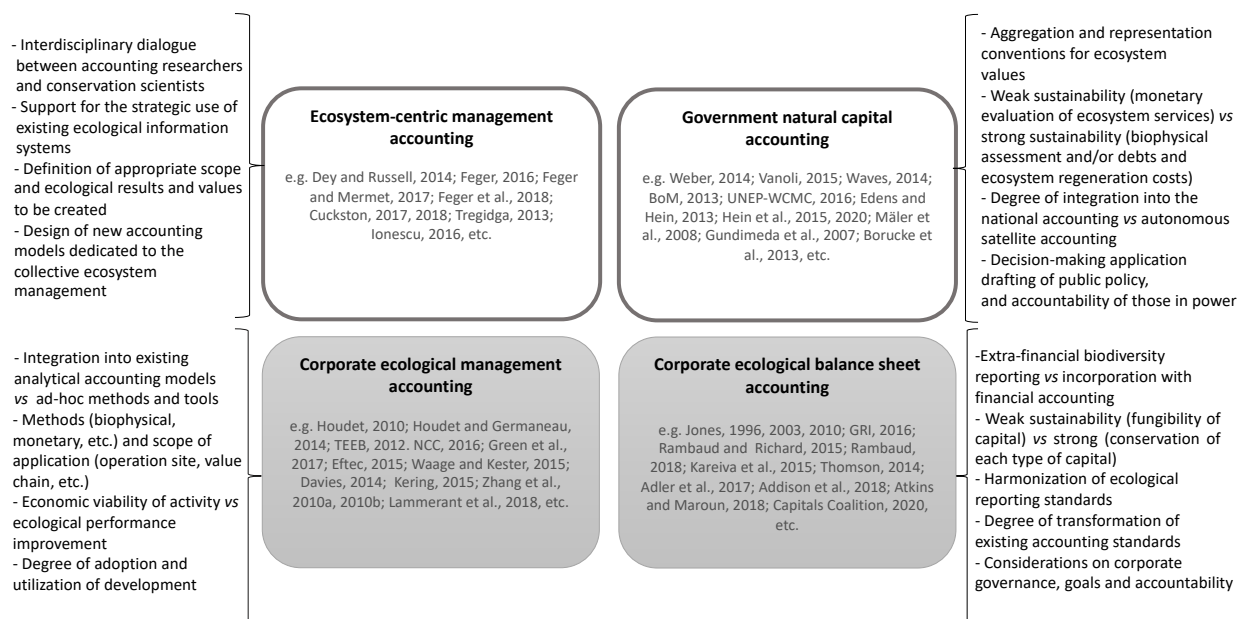 - Interdisciplinary dialogue
between accounting researchers
and conservation scientists
- Support for the strategic use of
existing ecological information
systems
- Definition of appropriate scope
and ecological results and values
to be created
- Design of new accounting
models dedicated to the
collective ecosystem
management
Ecosystem-centric management
accounting
e.g. Dey and Russell, 2014; Feger, 2016; Feger
and Mermet, 2017; Feger et al., 2018;
Cuckston, 2017, 2018; Tregidga, 2013;
Ionescu, 2016, etc.
Government natural capital
accounting
e.g. Weber, 2014; Vanoli, 2015; Waves, 2014;
BoM, 2013; UNEP-WCMC, 2016; Edens and
Hein, 2013; Hein et al., 2015, 2020; Mäler et
al., 2008; Gundimeda et al., 2007; Borucke et
al., 2013, etc.
- Aggregation and representation
conventions for ecosystem
values
- Weak sustainability (monetary
evaluation of ecosystem services) vs
strong sustainability (biophysical
assessment and/or debts and
ecosystem regeneration costs)
- Degree of integration into the
national accounting vs autonomous
satellite accounting
- Decision-making application
drafting of public policy,
and accountability of those in power
- Integration into existing
analytical accounting models
vs ad-hoc methods and tools
- Methods (biophysical,
monetary, etc.) and scope of
application (operation site, value
chain, etc.)
- Economic viability of activity vs
ecological performance
improvement
- Degree of adoption and
utilization of development
Corporate ecological management
accounting
e.g. Houdet, 2010; Houdet and Germaneau,
2014; TEEB, 2012. NCC, 2016; Green et al.,
2017; Eftec, 2015; Waage and Kester, 2015;
Davies, 2014; Kering, 2015; Zhang et al.,
2010a, 2010b; Lammerant et al., 2018, etc.
Corporate ecological balance sheet
accounting
e.g. Jones, 1996, 2003, 2010; GRI, 2016;
Rambaud and Richard, 2015; Rambaud,
2018; Kareiva et al., 2015; Thomson, 2014;
Adler et al., 2017; Addison et al., 2018; Atkins
and Maroun, 2018; Capitals Coalition, 2020,
etc.
-Extra-financial biodiversity
reporting vs incorporation with
financial accounting
- Weak sustainability (fungibility of
capital) vs strong (conservation of
each type of capital)
- Harmonization of ecological
reporting standards
- Degree of transformation of
existing accounting standards
- Considerations on corporate
governance, goals and accountability